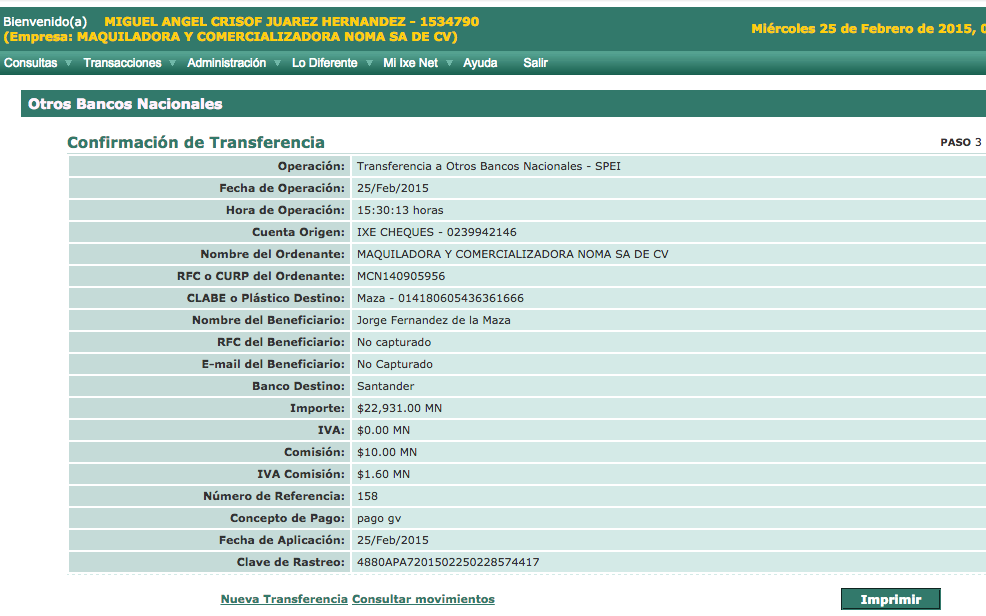 Bienvenido(a) MIGUEL ANGEL CRISOF JUAREZ HERNANDEZ - 1534790
(Empresa: MAQUILADORA Y COMERCIALIZADORA NOMA SA DE CV)
Miércoles 25 de Febrero de 2015, 0
Consultas Transacciones Administración Lo Diferente Mi Ixe Net Ayuda Salir
Otros Bancos Nacionales
Confirmación de Transferencia PASO 3
Operación: Transferencia a Otros Bancos Nacionales - SPEI
Fecha de Operación: 25/Feb/2015
Hora de Operación: 15:30:13 horas
Cuenta Origen: IXE CHEQUES - 0239942146
Nombre del Ordenante: MAQUILADORA Y COMERCIALIZADORA NOMA SA DE CV
RFC o CURP del Ordenante: MCN140905956
CLABE o Plástico Destino: Maza - 014180605436361666
Nombre del Beneficiario: Jorge Fernandez de la Maza
RFC del Beneficiario: No capturado
E-mail del Beneficiario: No Capturado
Banco Destino: Santander
Importe: $22,931.00 MN
IVA: $0.00 MN
Comisión: $10.00 MN
IVA Comisión: $1.60 MN
Número de Referencia: 158
Concepto de Pago: pago gv
Fecha de Aplicación: 25/Feb/2015
Clave de Rastreo: 4880APA7201502250228574417
Nueva Transferencia Consultar movimientos Imprimir